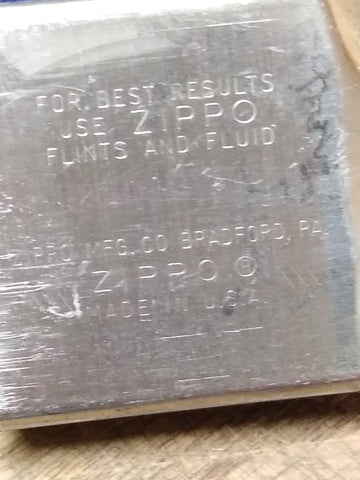 FOR BEST RESULTS
USE ZIPPO
FLINTS AND FLUID
ZIPPO MFG. CO. BRADFORD, PA.
ZIPPO ®
MADE IN U.S.A.